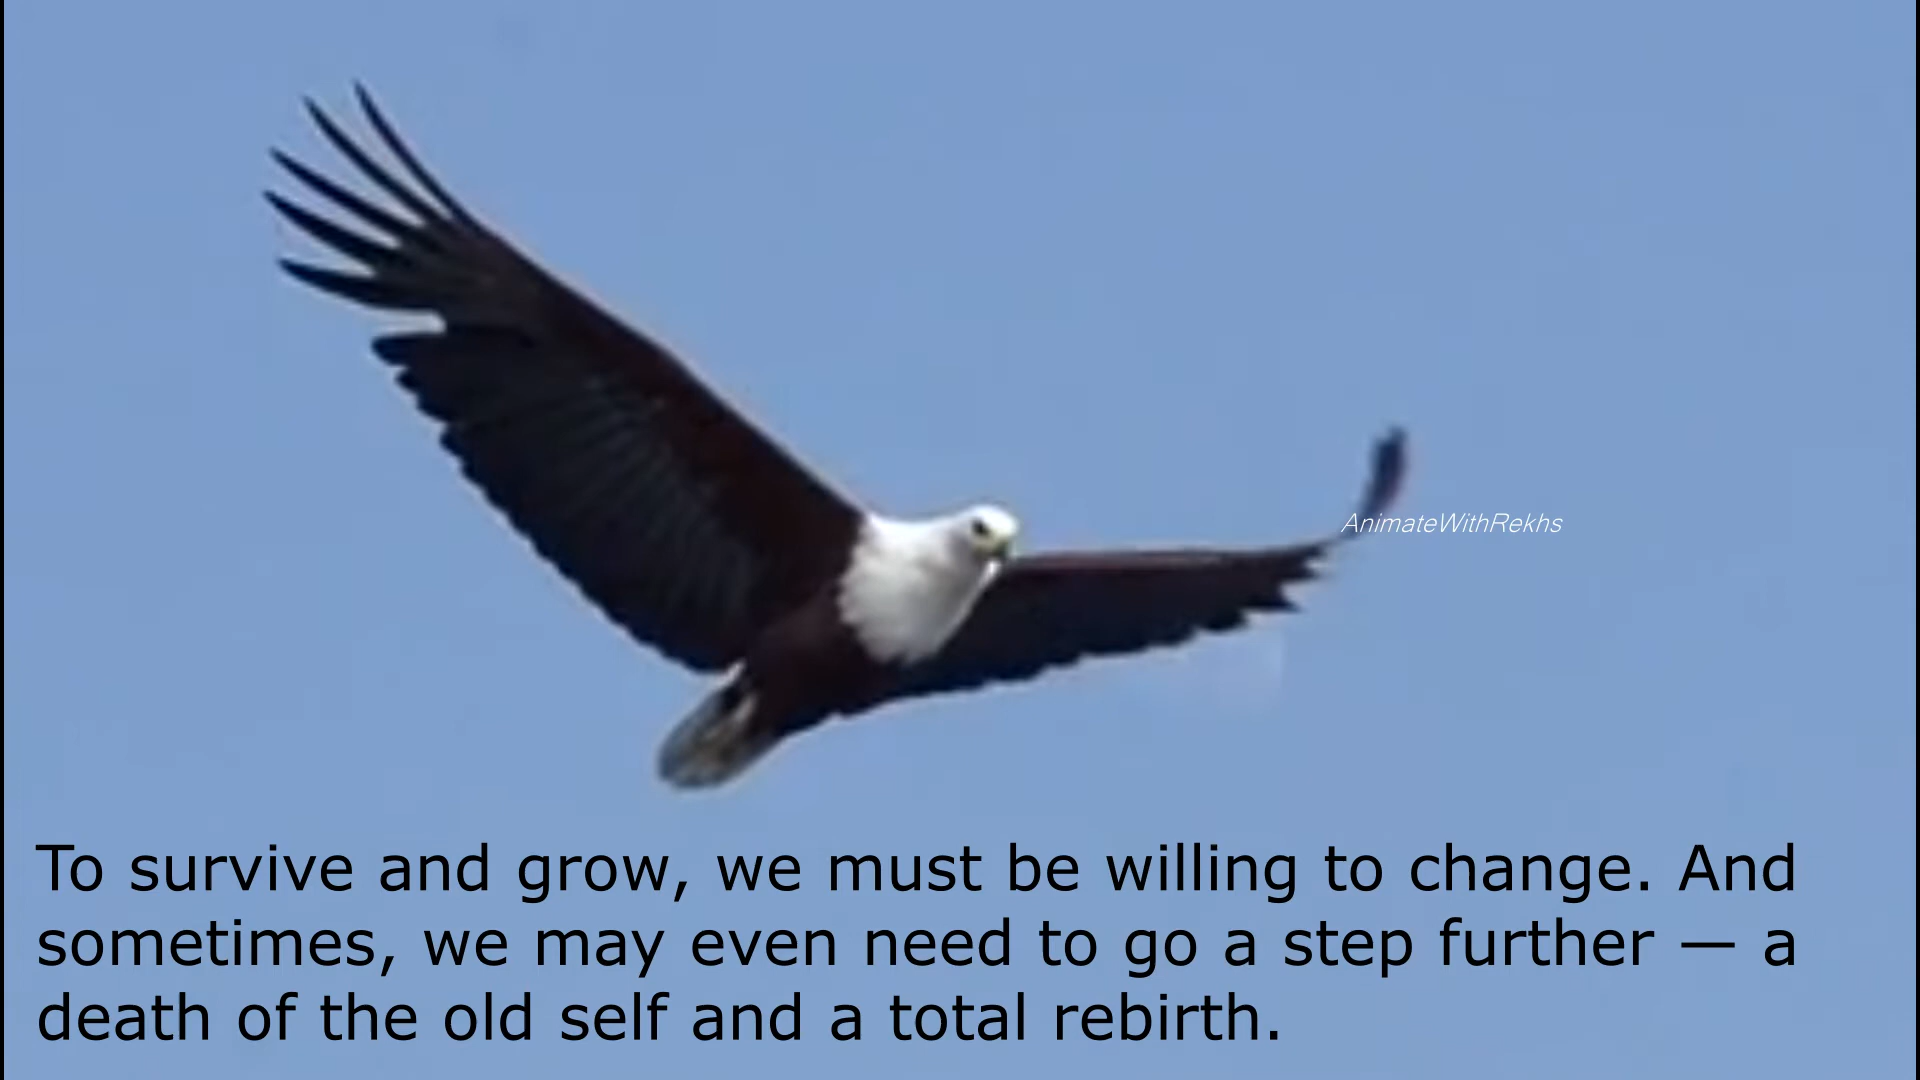 AnimateWithRekhs
To survive and grow, we must be willing to change. And
sometimes, we may even need to go a step further — a
death of the old self and a total rebirth.